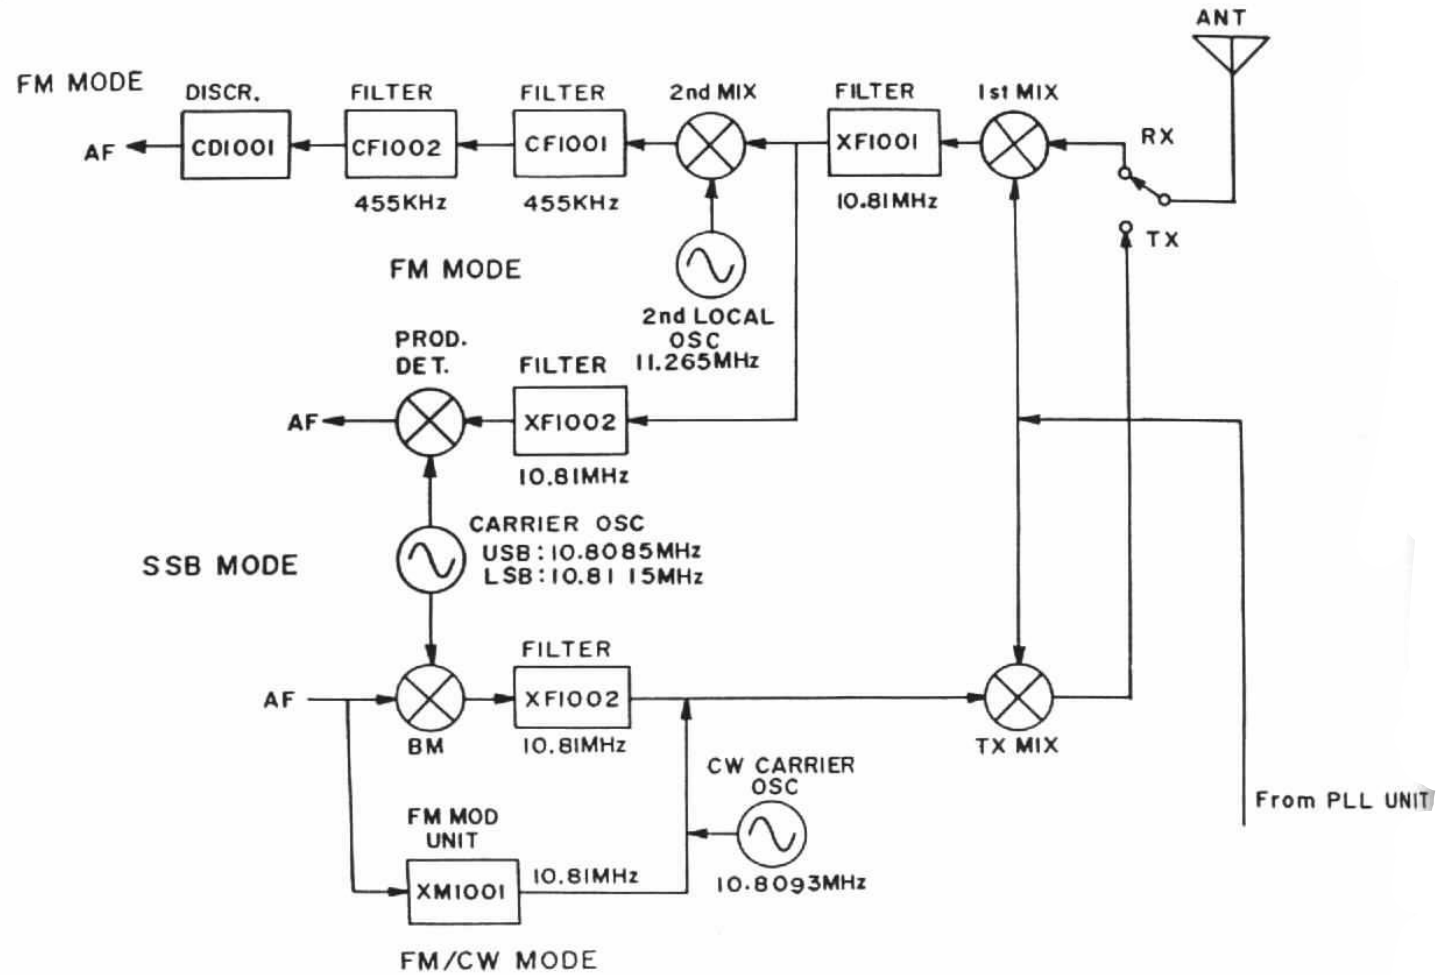 ANT
FM MODE
DISCR.
FILTER
FILTER
2nd MIX
FILTER
1st MIX
RX
AF
CD1001
CF1002
CF1001
XF1001
455KHz
455KHz
10.81MHz
TX
FM MODE
2nd LOCAL
OSC
11.265MHz
PROD.
DET.
FILTER
AF
XF1002
10.81MHz
CARRIER OSC
USB:10.8085MHz
LSB:10.8115MHz
SSB MODE
FILTER
AF
XF1002
BM
10.81MHz
TX MIX
CW CARRIER
OSC
From PLL UNIT
FM MOD
UNIT
XM1001
10.81MHz
10.8093MHz
FM/CW MODE